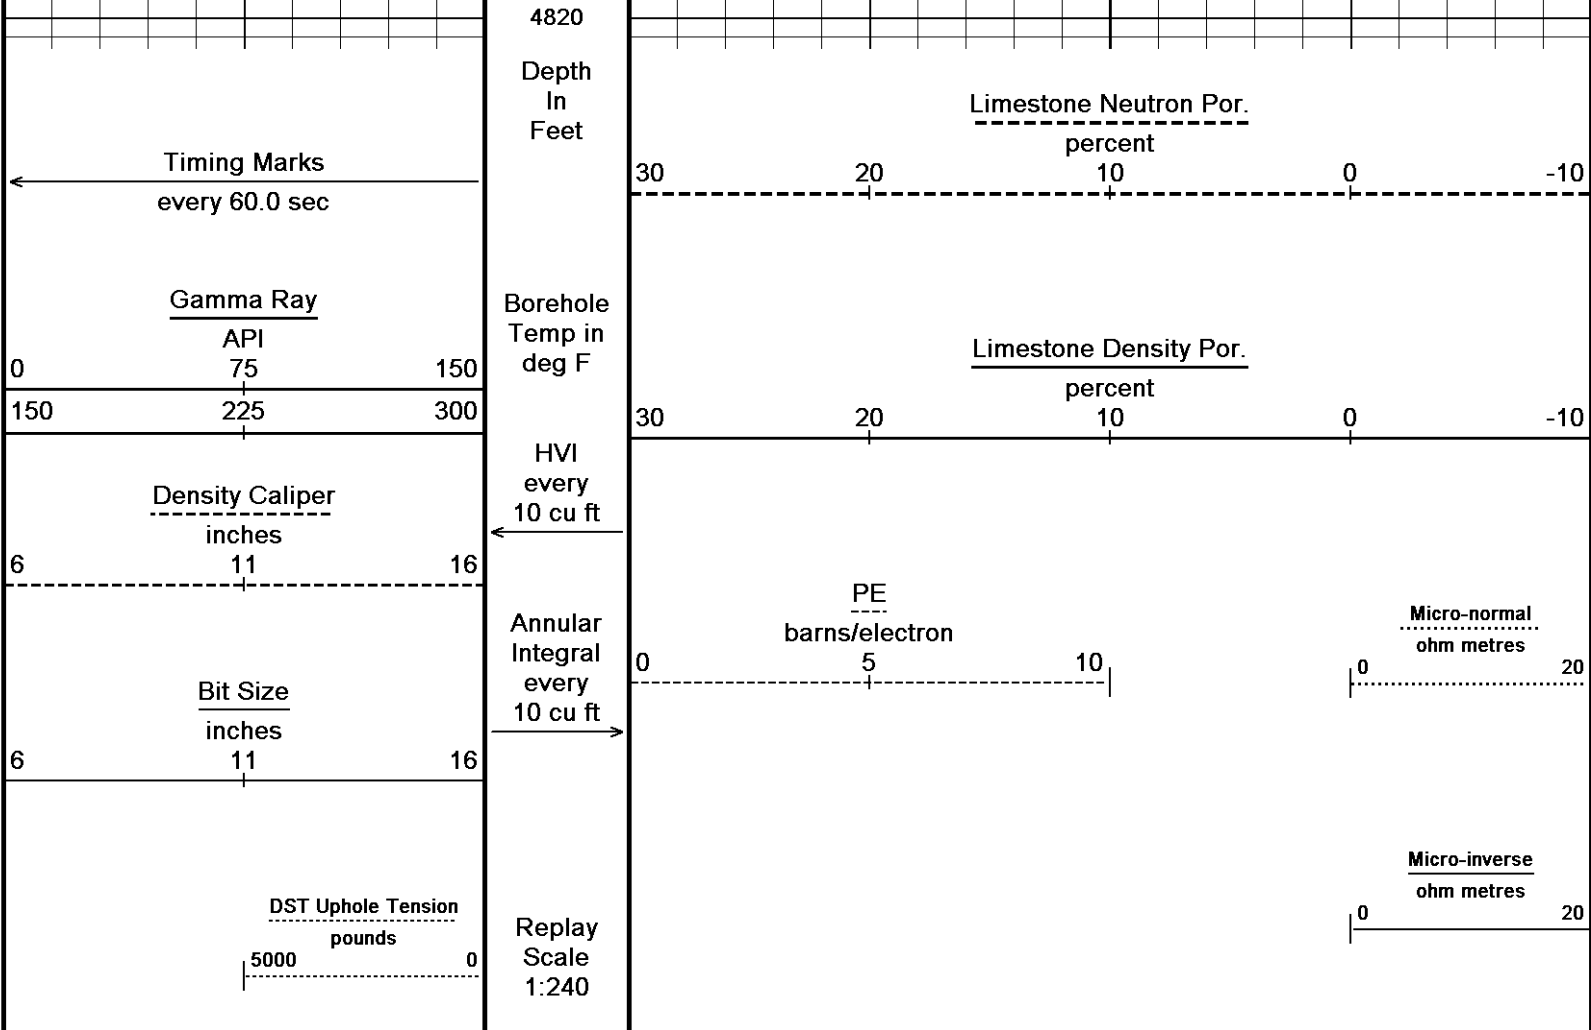 4820
Depth
In
Feet
Timing Marks
every 60.0 sec
Gamma Ray
API
0 75 150
150 225 300
Density Caliper
inches
6 11 16
Bit Size
inches
6 11 16
DST Uphole Tension
pounds
5000 0
Borehole
Temp in
deg F
HVI
every
10 cu ft
Annular
Integral
every
10 cu ft
Replay
Scale
1:240
Limestone Neutron Por.
percent
30 20 10 0 -10
Limestone Density Por.
percent
30 20 10 0 -10
PE
barns/electron
0 5 10
Micro-normal
ohm metres
0 20
Micro-inverse
ohm metres
0 20